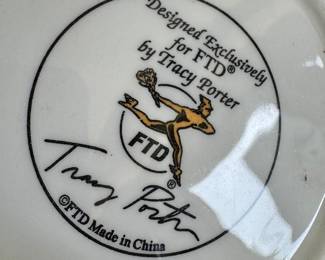 Designed Exclusively
for FTD®
by Tracy Porter
FTD
®
Tracy Porter
©FTD Made in China